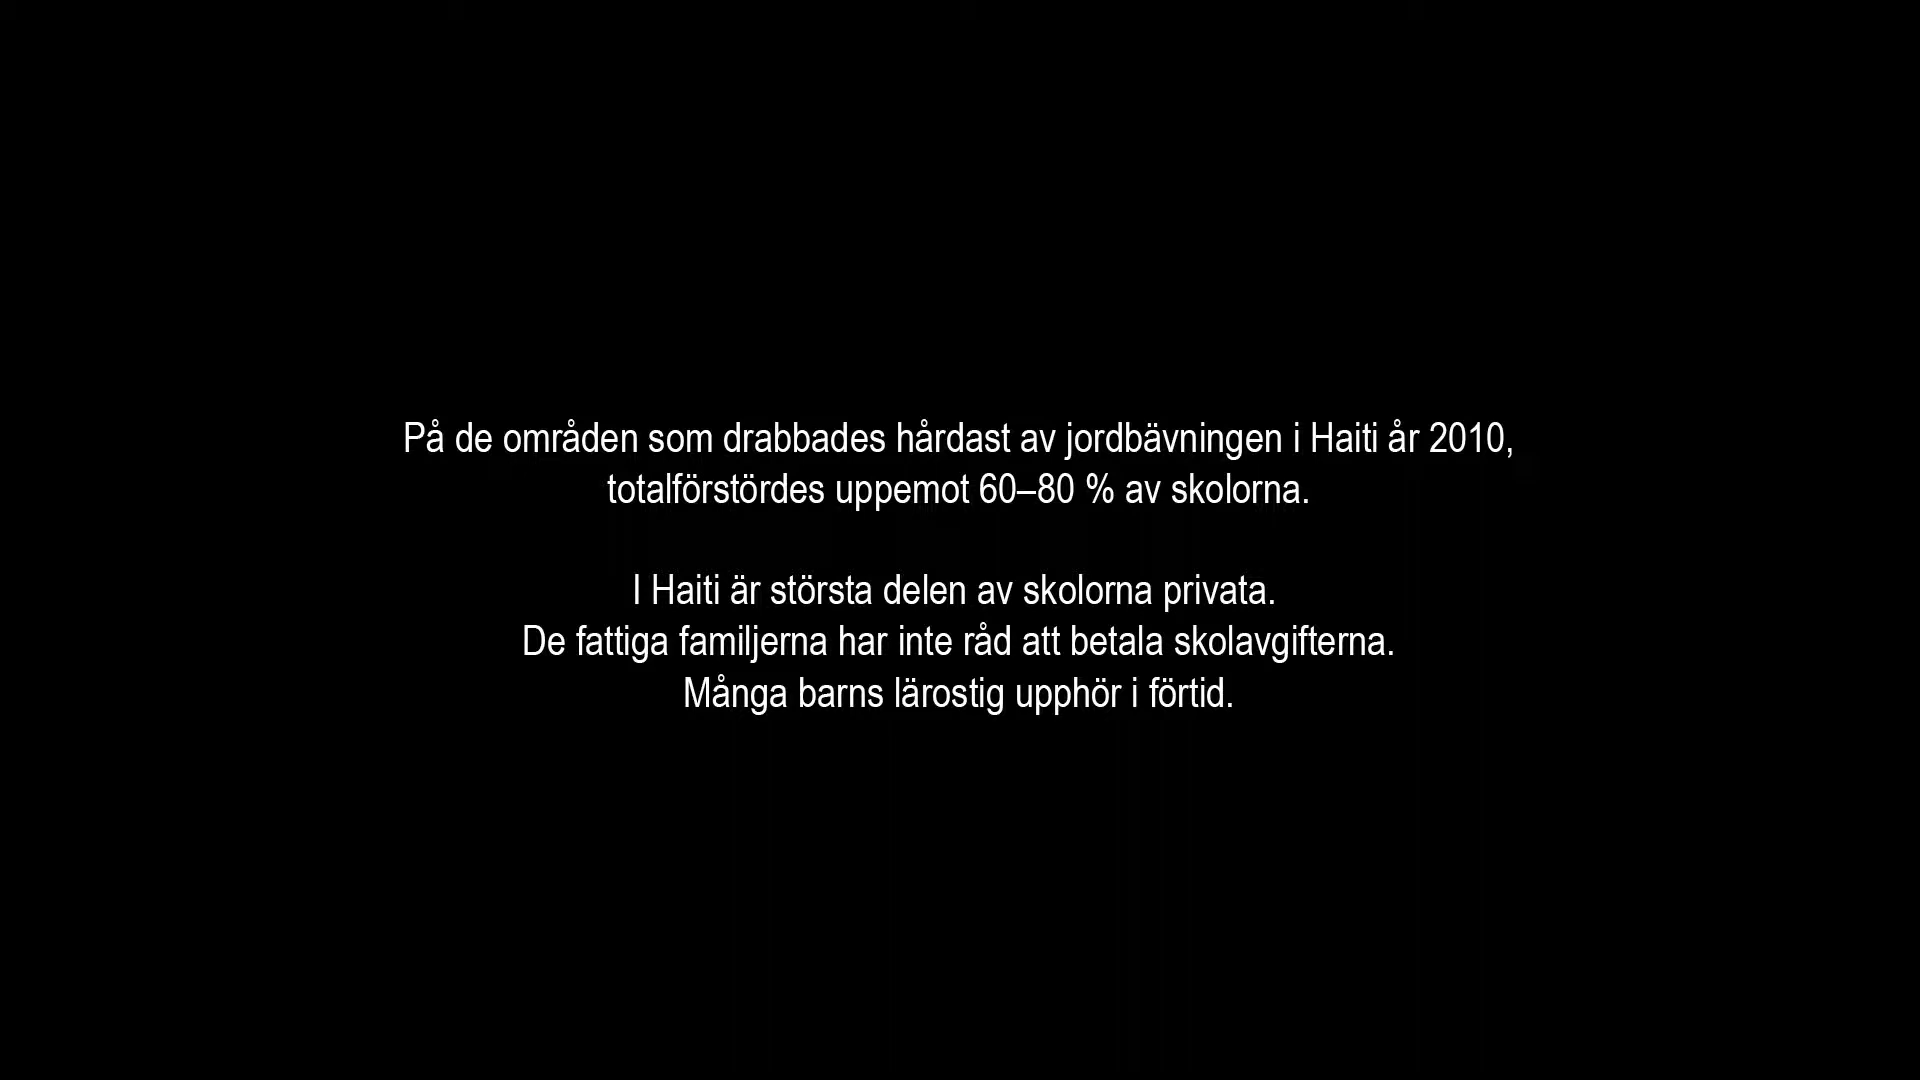 På de områden som drabbades hårdast av jordbävningen i Haiti år 2010,
totalförstördes uppemot 60–80 % av skolorna.
I Haiti är största delen av skolorna privata.
De fattiga familjerna har inte råd att betala skolavgifterna.
Många barns lärostig upphör i förtid.